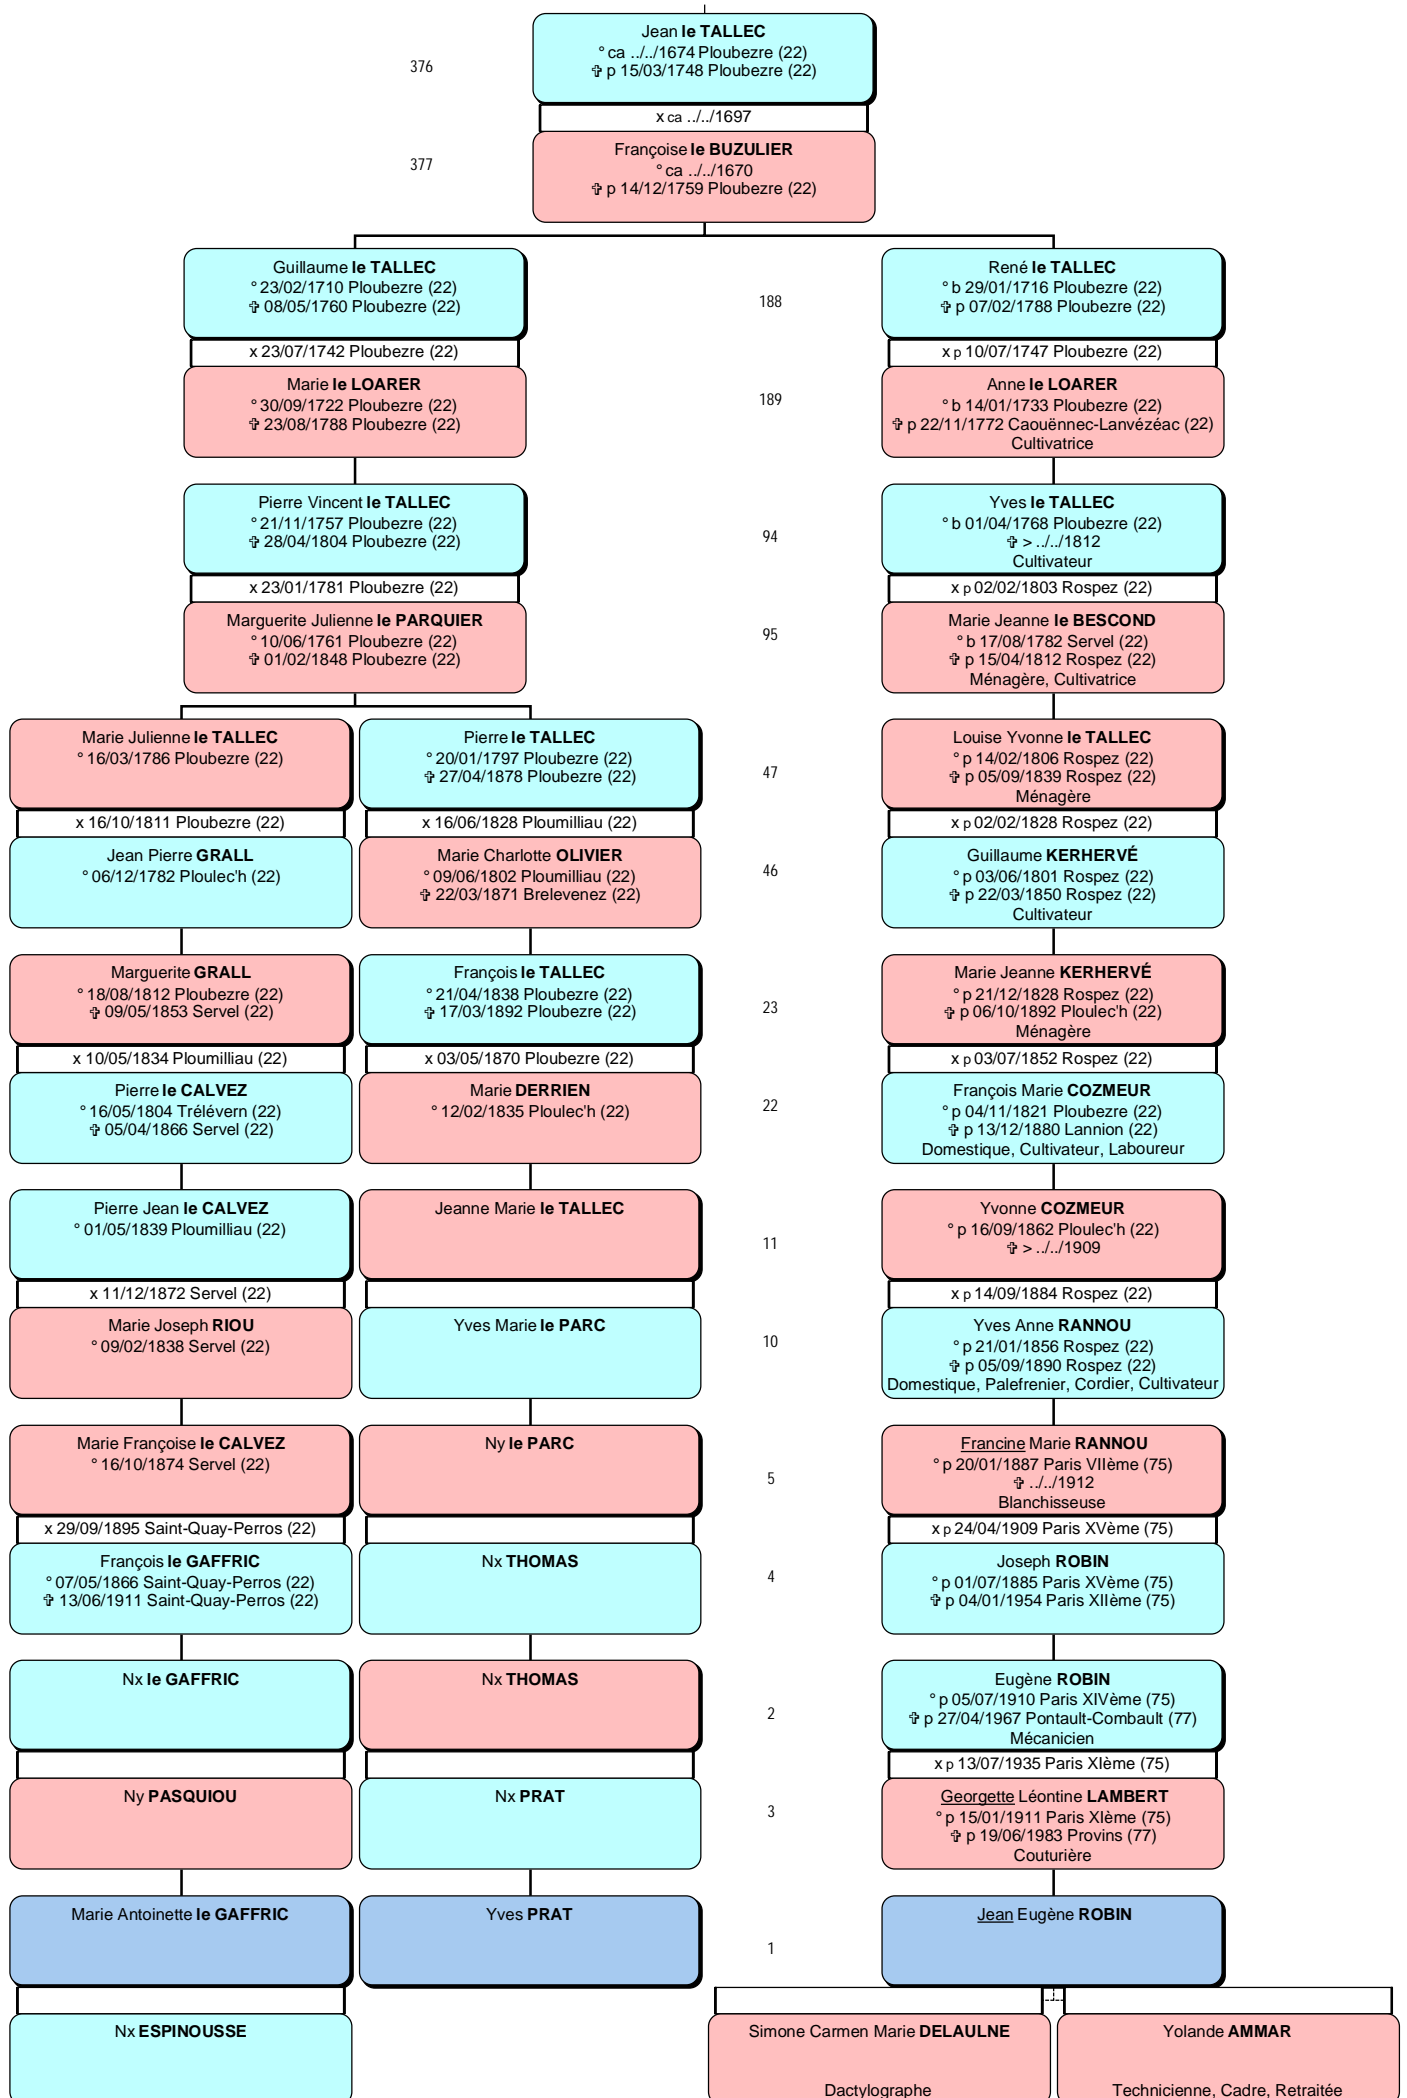 Jean le TALLEC
° ca ../../1674 Ploubezre (22)
✞ p 15/03/1748 Ploubezre (22)
376
x ca ../../1697
Françoise le BUZULIER
° ca ../../1670
✞ p 14/12/1759 Ploubezre (22)
377
Guillaume le TALLEC
° 23/02/1710 Ploubezre (22)
✞ 08/05/1760 Ploubezre (22)
188
René le TALLEC
° b 29/01/1716 Ploubezre (22)
✞ p 07/02/1788 Ploubezre (22)
x 23/07/1742 Ploubezre (22)
x p 10/07/1747 Ploubezre (22)
Marie le LOARER
° 30/09/1722 Ploubezre (22)
✞ 23/08/1788 Ploubezre (22)
189
Anne le LOARER
° b 14/01/1733 Ploubezre (22)
✞ p 22/11/1772 Caouënnec-Lanvézéac (22)
Cultivatrice
Pierre Vincent le TALLEC
° 21/11/1757 Ploubezre (22)
✞ 28/04/1804 Ploubezre (22)
94
Yves le TALLEC
° b 01/04/1768 Ploubezre (22)
✞ > ../../1812
Cultivateur
x 23/01/1781 Ploubezre (22)
x p 02/02/1803 Rospez (22)
Marguerite Julienne le PARQUIER
° 10/06/1761 Ploubezre (22)
✞ 01/02/1848 Ploubezre (22)
95
Marie Jeanne le BESCOND
° b 17/08/1782 Servel (22)
✞ p 15/04/1812 Rospez (22)
Ménagère, Cultivatrice
Marie Julienne le TALLEC
° 16/03/1786 Ploubezre (22)
Pierre le TALLEC
° 20/01/1797 Ploubezre (22)
✞ 27/04/1878 Ploubezre (22)
47
Louise Yvonne le TALLEC
° p 14/02/1806 Rospez (22)
✞ p 05/09/1839 Rospez (22)
Ménagère
x 16/10/1811 Ploubezre (22)
x 16/06/1828 Ploumilliau (22)
x p 02/02/1828 Rospez (22)
Jean Pierre GRALL
° 06/12/1782 Ploulec'h (22)
Marie Charlotte OLIVIER
° 09/06/1802 Ploumilliau (22)
✞ 22/03/1871 Brelevenez (22)
46
Guillaume KERHERVÉ
° p 03/06/1801 Rospez (22)
✞ p 22/03/1850 Rospez (22)
Cultivateur
Marguerite GRALL
° 18/08/1812 Ploubezre (22)
✞ 09/05/1853 Servel (22)
François le TALLEC
° 21/04/1838 Ploubezre (22)
✞ 17/03/1892 Ploubezre (22)
23
Marie Jeanne KERHERVÉ
° p 21/12/1828 Rospez (22)
✞ p 06/10/1892 Ploulec'h (22)
Ménagère
x 10/05/1834 Ploumilliau (22)
x 03/05/1870 Ploubezre (22)
x p 03/07/1852 Rospez (22)
Pierre le CALVEZ
° 16/05/1804 Trélévern (22)
✞ 05/04/1866 Servel (22)
Marie DERRIEN
° 12/02/1835 Ploulec'h (22)
22
François Marie COZMEUR
° p 04/11/1821 Ploubezre (22)
✞ p 13/12/1880 Lannion (22)
Domestique, Cultivateur, Laboureur
Pierre Jean le CALVEZ
° 01/05/1839 Ploumilliau (22)
Jeanne Marie le TALLEC
11
Yvonne COZMEUR
° p 16/09/1862 Ploulec'h (22)
✞ > ../../1909
x 11/12/1872 Servel (22)
x p 14/09/1884 Rospez (22)
Marie Joseph RIOU
° 09/02/1838 Servel (22)
Yves Marie le PARC
10
Yves Anne RANNOU
° p 21/01/1856 Rospez (22)
✞ p 05/09/1890 Rospez (22)
Domestique, Palefrenier, Cordier, Cultivateur
Marie Françoise le CALVEZ
° 16/10/1874 Servel (22)
Ny le PARC
5
Francine Marie RANNOU
° p 20/01/1887 Paris VIIème (75)
✞ ../../1912
Blanchisseuse
x 29/09/1895 Saint-Quay-Perros (22)
x p 24/04/1909 Paris XVème (75)
François le GAFFRIC
° 07/05/1866 Saint-Quay-Perros (22)
✞ 13/06/1911 Saint-Quay-Perros (22)
Nx THOMAS
4
Joseph ROBIN
° p 01/07/1885 Paris XVème (75)
✞ p 04/01/1954 Paris XIIème (75)
Nx le GAFFRIC
Nx THOMAS
2
Eugène ROBIN
° p 05/07/1910 Paris XIVème (75)
✞ p 27/04/1967 Pontault-Combault (77)
Mécanicien
x p 13/07/1935 Paris XIème (75)
Ny PASQUIOU
Nx PRAT
3
Georgette Léontine LAMBERT
° p 15/01/1911 Paris XIème (75)
✞ p 19/06/1983 Provins (77)
Couturière
Marie Antoinette le GAFFRIC
Yves PRAT
1
Jean Eugène ROBIN
Nx ESPINOUSSE
Simone Carmen Marie DELAULNE
Dactylographe
Yolande AMMAR
Technicienne, Cadre, Retraitée